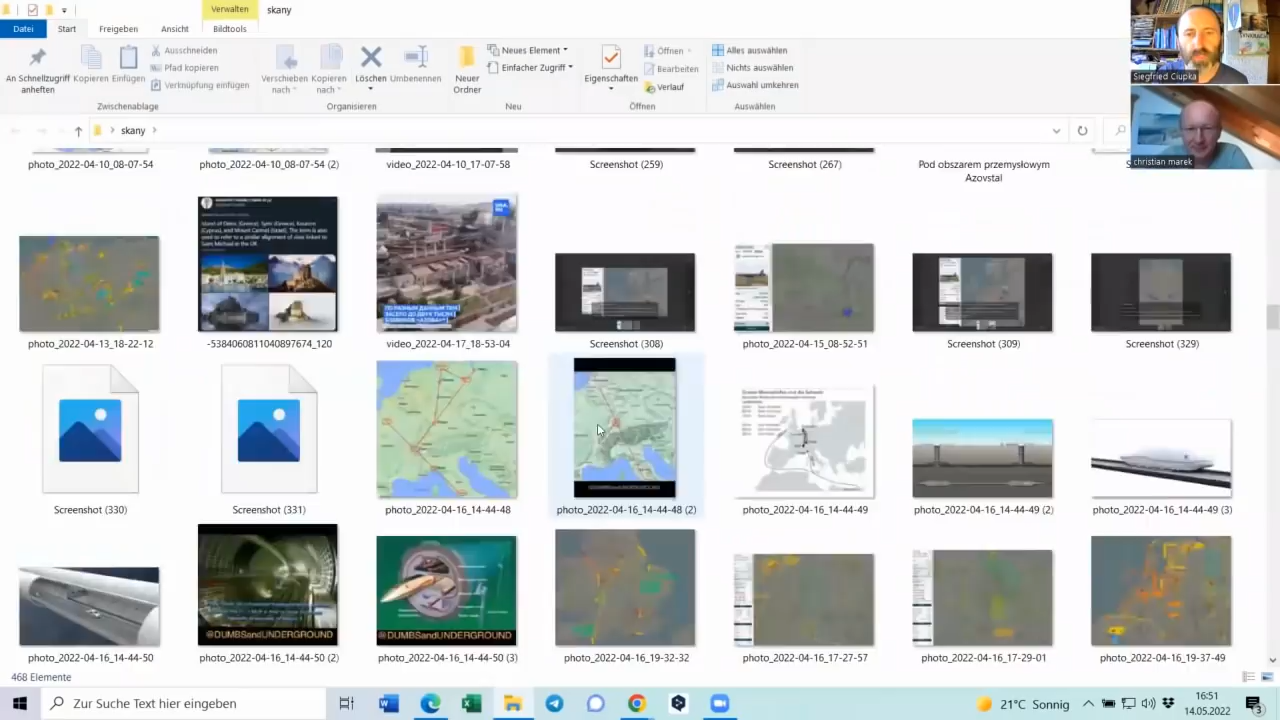 Verwalten
skany
Datei
Start
Freigeben
Ansicht
Bildtools
An Schnellzugriff anheften
Kopieren
Einfügen
Ausschneiden
Pfad kopieren
Verknüpfung einfügen
Zwischenablage
Verschieben nach
Kopieren nach
Löschen
Umbenennen
Organisieren
Neuer Ordner
Neues Element
Einfacher Zugriff
Neu
Eigenschaften
Öffnen
Bearbeiten
Verlauf
Öffnen
Alles auswählen
Nichts auswählen
Auswahl umkehren
Auswählen
Siegfried Ciupka
christian marek
skany
photo_2022-04-10_08-07-54
photo_2022-04-10_08-07-54 (2)
video_2022-04-10_17-07-58
Screenshot (259)
Screenshot (267)
Pod obszarem przemysłowym
Azovstal
photo_2022-04-13_18-22-12
-5384060811040897674_120
video_2022-04-17_18-53-04
Screenshot (308)
photo_2022-04-15_08-52-51
Screenshot (309)
Screenshot (329)
Screenshot (330)
Screenshot (331)
photo_2022-04-16_14-44-48
photo_2022-04-16_14-44-48 (2)
photo_2022-04-16_14-44-49
photo_2022-04-16_14-44-49 (2)
photo_2022-04-16_14-44-49 (3)
@DUMBSandUNDERGROUND
@DUMBSandUNDERGROUND
photo_2022-04-16_14-44-50
photo_2022-04-16_14-44-50 (2)
photo_2022-04-16_14-44-50 (3)
photo_2022-04-16_19-32-32
photo_2022-04-16_17-27-57
photo_2022-04-16_17-29-01
photo_2022-04-16_19-37-49
468 Elemente
Zur Suche Text hier eingeben
21°C Sonnig
16:51
14.05.2022
3